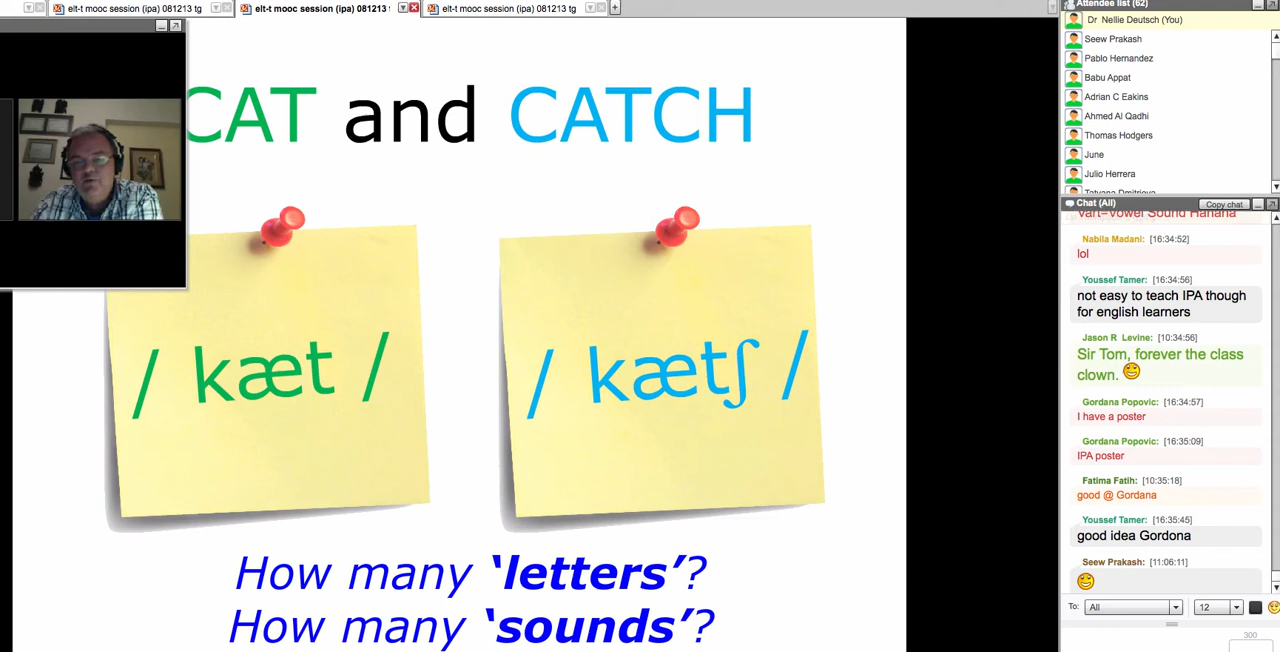 elt-t mooc session (ipa) 081213 tg
elt-t mooc session (ipa) 081213
elt-t mooc session (ipa) 081213 tg
CAT and CATCH
/ kæt /
/ kætʃ /
How many ‘letters’?
How many ‘sounds’?
Attendee list (62)
Dr Nellie Deutsch (You)
Seew Prakash
Pablo Hernandez
Babu Appat
Adrian C Eakins
Ahmed Al Qadhi
Thomas Hodgers
June
Julio Herrera
Tatyana Dmitrieva
Chat (All)
Copy chat
Nabila Madani: [16:34:52]
lol
Youssef Tamer: [16:34:56]
not easy to teach IPA though
for english learners
Jason R Levine: [10:34:56]
Sir Tom, forever the class
clown.
Gordana Popovic: [16:34:57]
I have a poster
Gordana Popovic: [16:35:09]
IPA poster
Fatima Fatih: [10:35:18]
good @ Gordana
Youssef Tamer: [16:35:45]
good idea Gordona
Seew Prakash: [11:06:11]
To: All 12
300